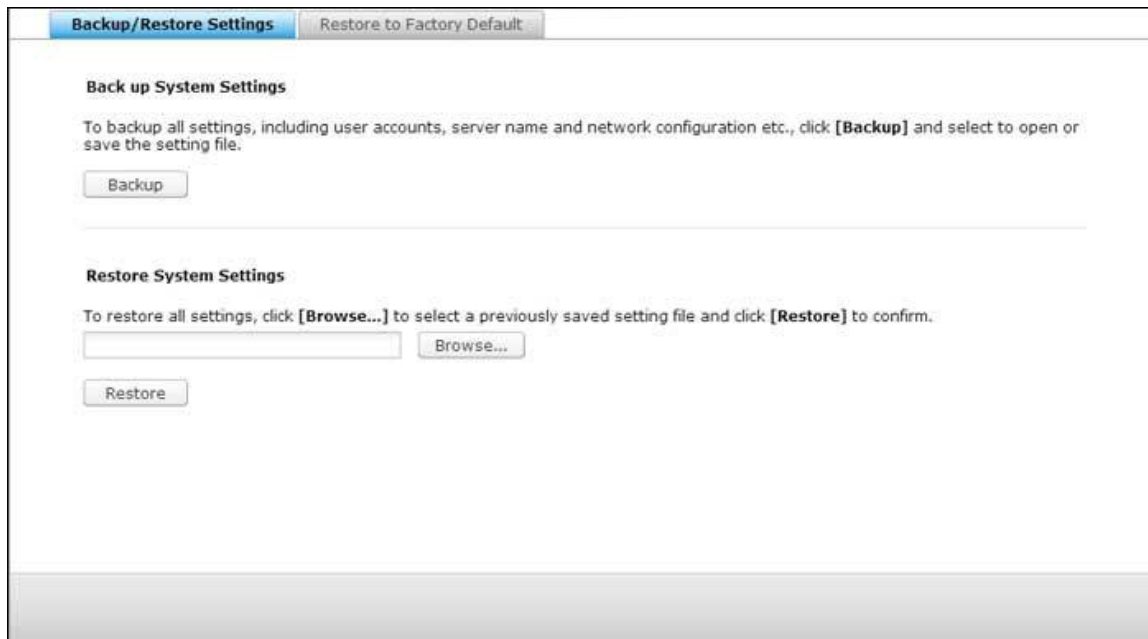 Backup/Restore Settings Restore to Factory Default
Back up System Settings
To backup all settings, including user accounts, server name and network configuration etc., click [Backup] and select to open or
save the setting file.
Backup
Restore System Settings
To restore all settings, click [Browse...] to select a previously saved setting file and click [Restore] to confirm.
Browse...
Restore